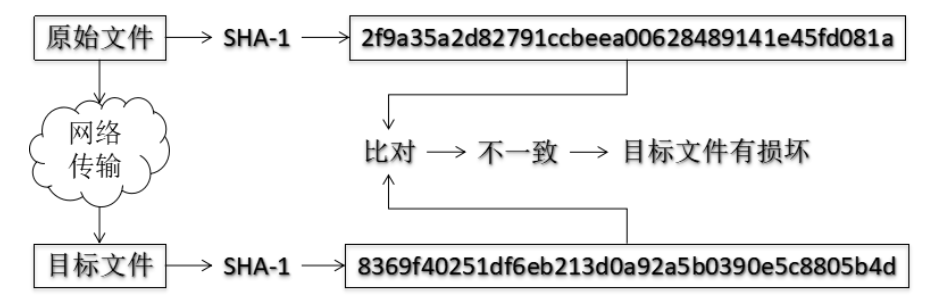 原始文件 SHA-1 2f9a35a2d82791ccbeea00628489141e45fd081a
网络
传输
比对 不一致 目标文件有损坏
目标文件 SHA-1 8369f40251df6eb213d0a92a5b0390e5c8805b4d